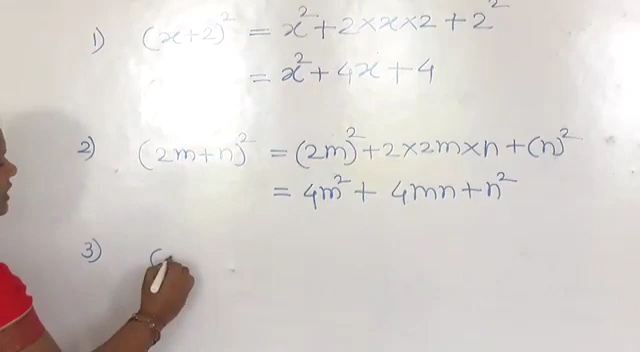 1) (x+2)² = x²+2×x×2+2²
= x²+4x+4
2) (2m+n)² = (2m)²+2×2m×n+(n)²
= 4m²+ 4mn+n²
3) (